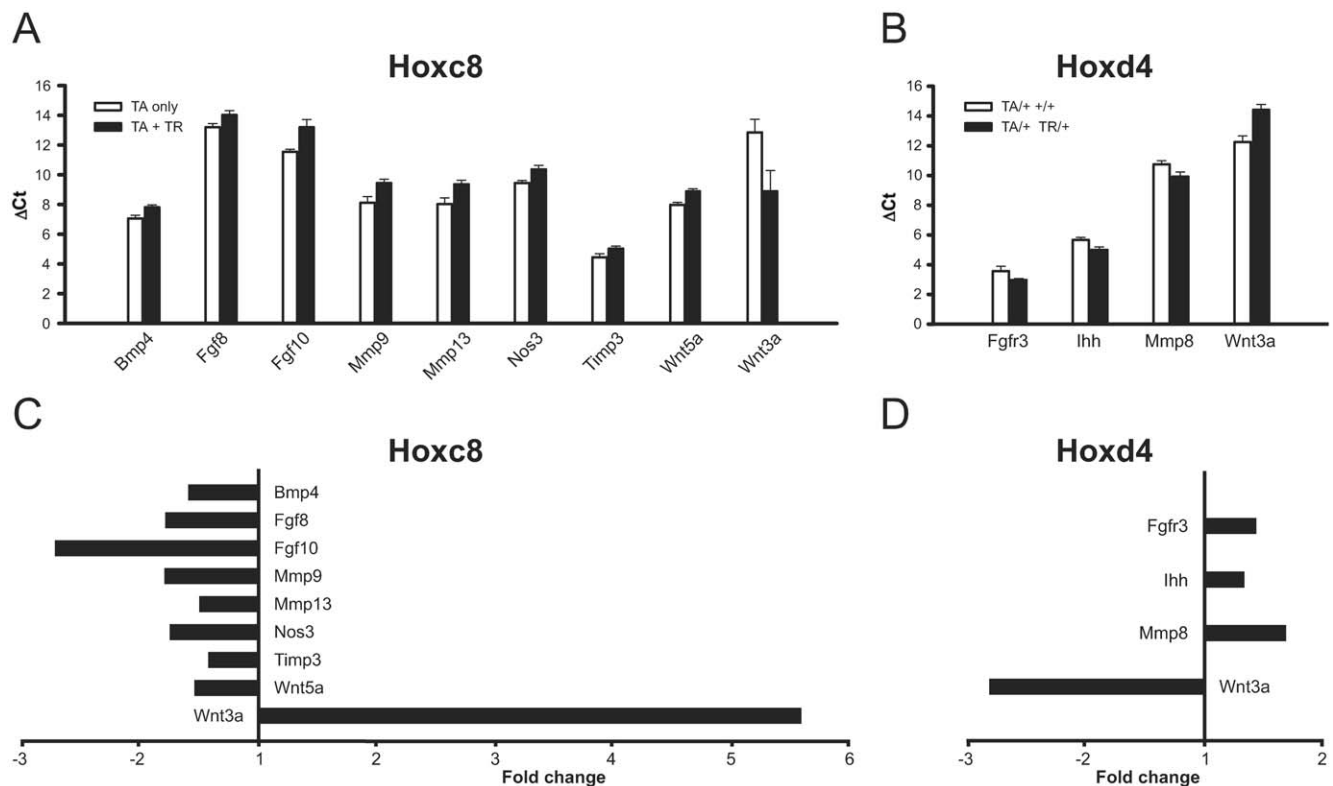 A
Hoxc8
16
14
12
10
8
6
4
2
0
ΔCt
TA only
TA + TR
Bmp4
Fgf8
Fgf10
Mmp9
Mmp13
Nos3
Timp3
Wnt5a
Wnt3a
B
Hoxd4
16
14
12
10
8
6
4
2
0
ΔCt
TA/+ +/+
TA/+ TR/+
Fgfr3
Ihh
Mmp8
Wnt3a
C
Hoxc8
Bmp4
Fgf8
Fgf10
Mmp9
Mmp13
Nos3
Timp3
Wnt5a
Wnt3a
-3 -2 1 2 3 4 5 6
Fold change
D
Hoxd4
Fgfr3
Ihh
Mmp8
Wnt3a
-3 -2 1 2
Fold change